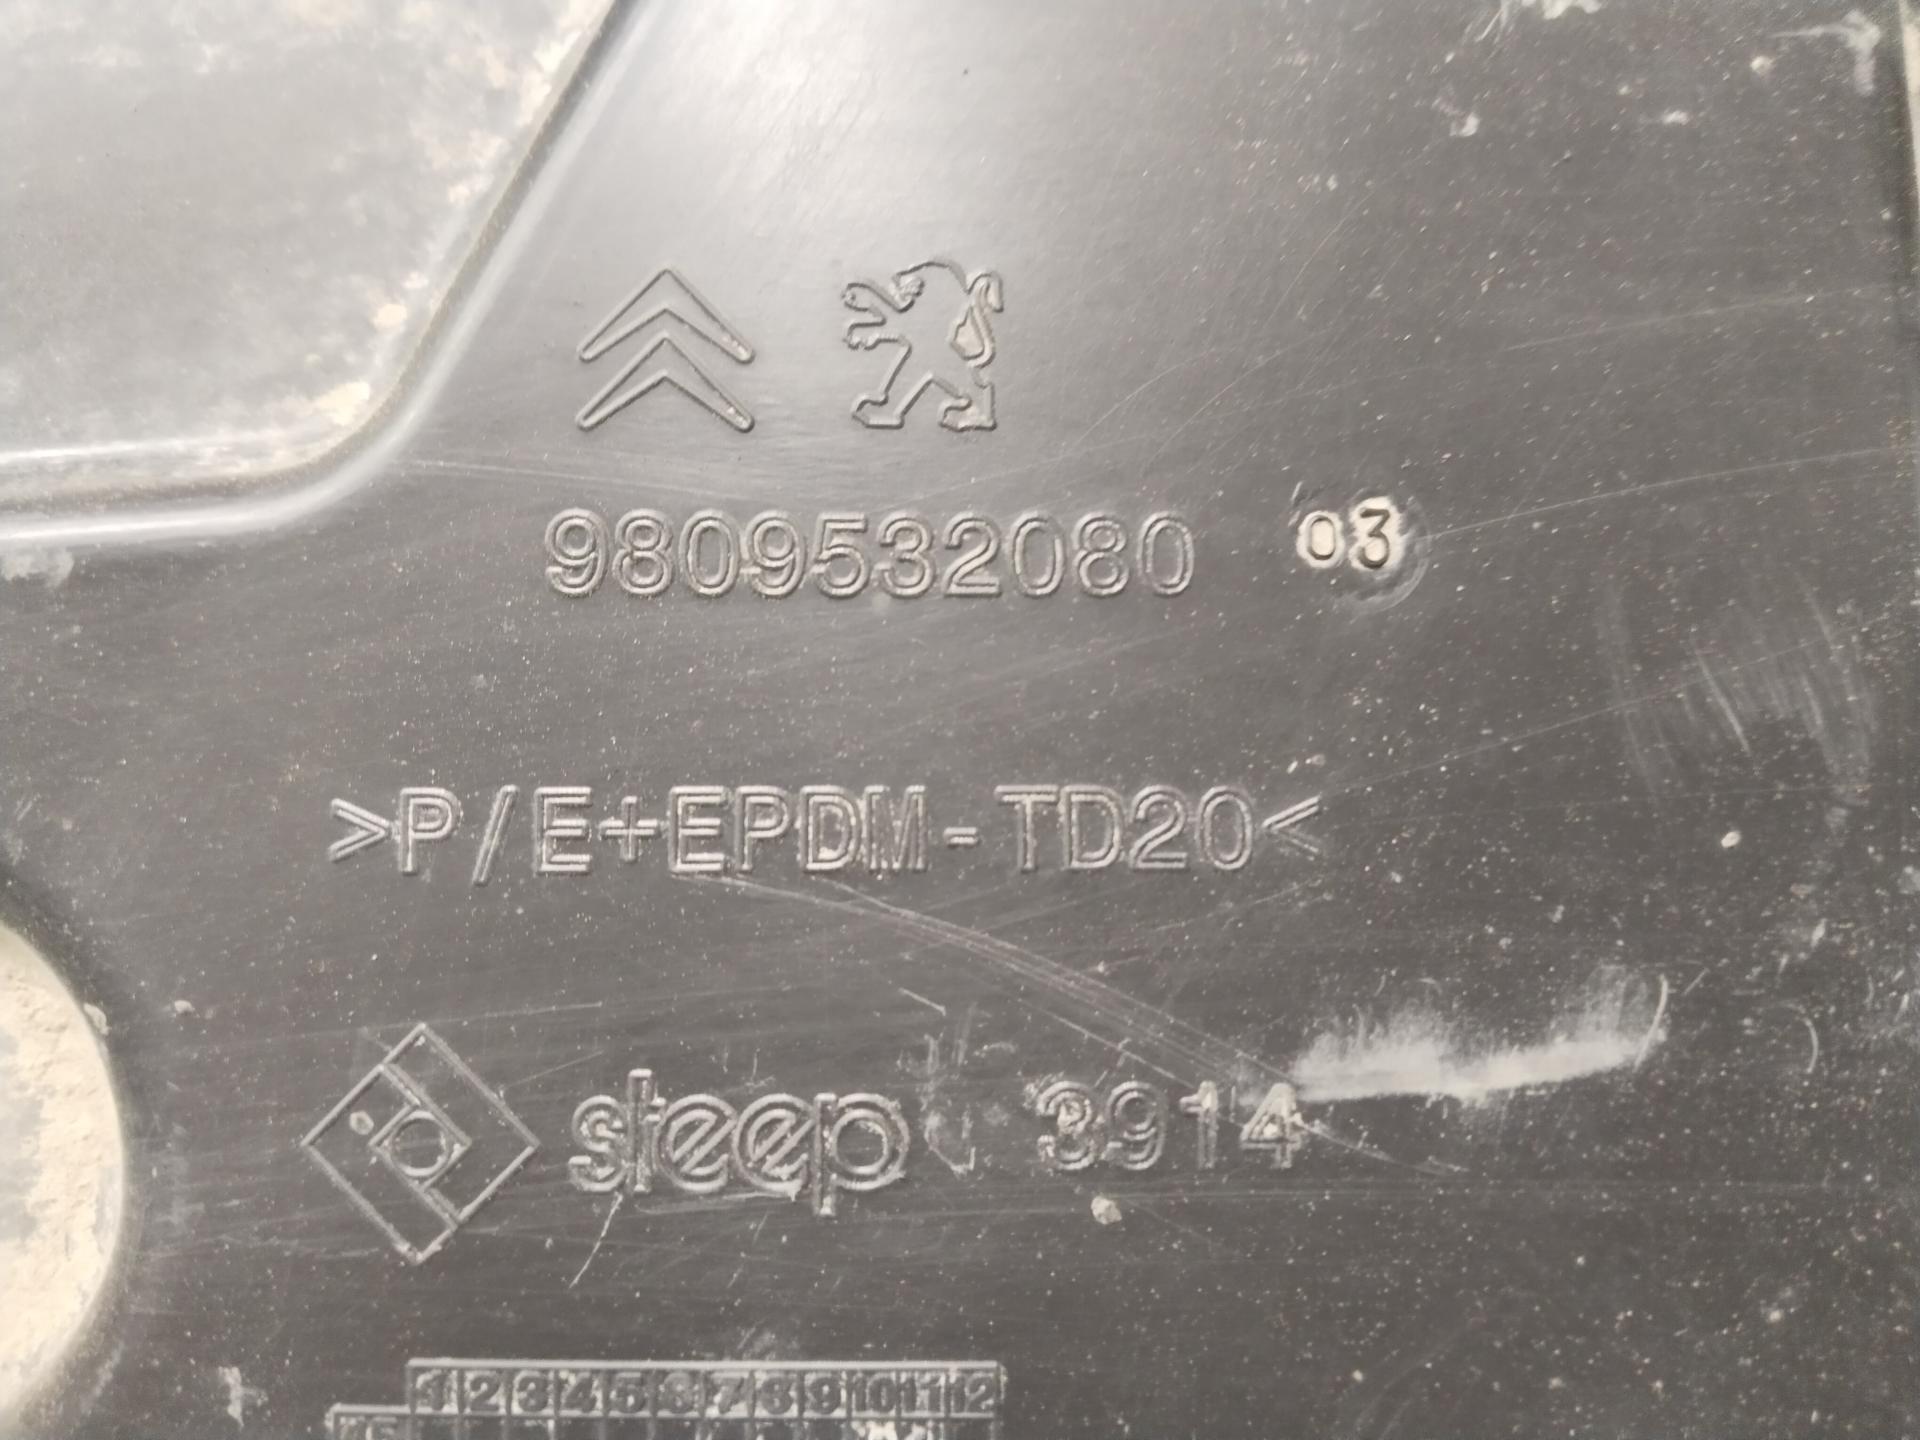 9809532080 03
>P/E+EPDM-TD20<
steep 3914
1 2 3 4 5 6 7 8 9 10 11 12